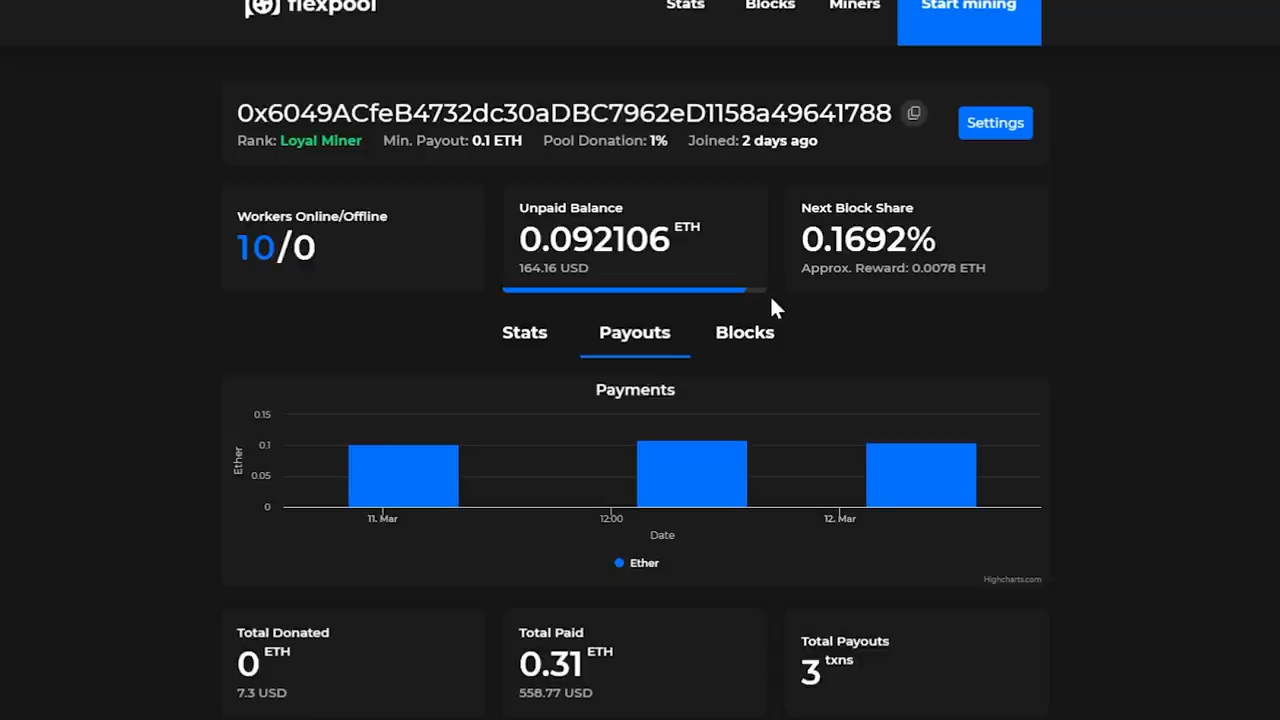 flexpool
Stats
Blocks
Miners
Start mining
0x6049ACfeB4732dc30aDBC7962eD1158a49641788
Settings
Rank: Loyal Miner
Min. Payout: 0.1 ETH
Pool Donation: 1%
Joined: 2 days ago
Workers Online/Offline
10/0
Unpaid Balance
0.092106 ETH
164.16 USD
Next Block Share
0.1692%
Approx. Reward: 0.0078 ETH
Stats
Payouts
Blocks
Payments
0.15
0.1
0.05
0
Ether
11. Mar
12:00
12. Mar
Date
Ether
Highcharts.com
Total Donated
0 ETH
7.3 USD
Total Paid
0.31 ETH
558.77 USD
Total Payouts
3 txns